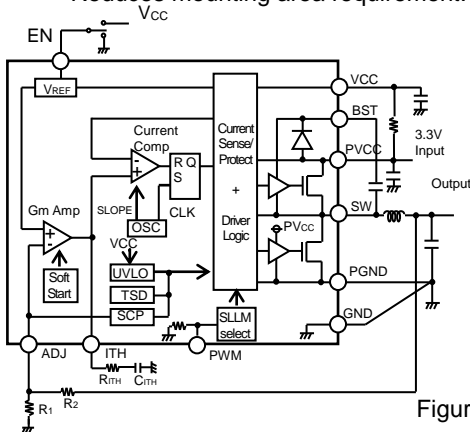 Reduces mounting area requirement.
VCC
EN
VREF
VCC
BST
Current
Comp
Current
Sense/
Protect
+
Driver
Logic
3.3V
Input
PVCC
R Q
S
Output
SLOPE
OSC
CLK
SW
Gm Amp
VCC
PVCC
Soft
Start
UVLO
TSD
SCP
PGND
SLLM
select
GND
ADJ
ITH
PWM
RITH
CITH
R1
R2
Figur